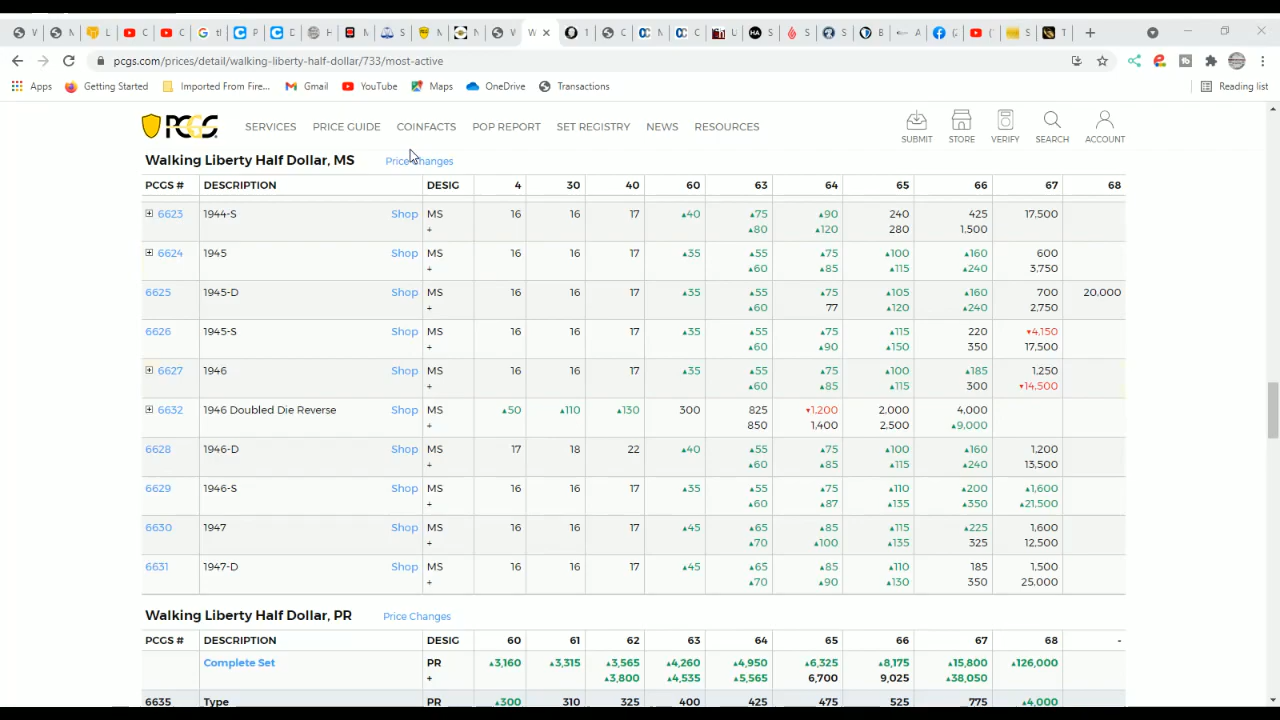 W N L C C tl P D H N S N N W 1 C N C U S S B A ( ( S T
pcgs.com/prices/detail/walking-liberty-half-dollar/733/most-active
Apps Getting Started Imported From Fire... Gmail YouTube Maps OneDrive Transactions Reading list
PCGS SERVICES PRICE GUIDE COINFACTS POP REPORT SET REGISTRY NEWS RESOURCES SUBMIT STORE VERIFY SEARCH ACCOUNT
Walking Liberty Half Dollar, MS Price Changes
PCGS # DESCRIPTION DESIG 4 30 40 60 63 64 65 66 67 68
6623 1944-S Shop MS 16 16 17 ▴40 ▴75 ▴90 240 425 17,500
+ ▴80 ▴120 280 1,500
6624 1945 Shop MS 16 16 17 ▴35 ▴55 ▴75 ▴100 ▴160 600
+ ▴60 ▴85 ▴115 ▴240 3,750
6625 1945-D Shop MS 16 16 17 ▴35 ▴55 ▴75 ▴105 ▴160 700 20,000
+ ▴60 77 ▴120 ▴240 2,750
6626 1945-S Shop MS 16 16 17 ▴35 ▴55 ▴75 ▴115 220 ▾4,150
+ ▴60 ▴90 ▴150 350 17,500
6627 1946 Shop MS 16 16 17 ▴35 ▴55 ▴75 ▴100 ▴185 1,250
+ ▴60 ▴85 ▴115 300 ▾14,500
6632 1946 Doubled Die Reverse Shop MS ▴50 ▴110 ▴130 300 825 ▾1,200 2,000 4,000
+ 850 1,400 2,500 ▴9,000
6628 1946-D Shop MS 17 18 22 ▴40 ▴55 ▴75 ▴100 ▴160 1,200
+ ▴60 ▴85 ▴115 ▴240 13,500
6629 1946-S Shop MS 16 16 17 ▴35 ▴55 ▴75 ▴110 ▴200 ▴1,600
+ ▴60 ▴87 ▴135 ▴350 ▴21,500
6630 1947 Shop MS 16 16 17 ▴45 ▴65 ▴85 ▴115 ▴225 1,600
+ ▴70 ▴100 ▴135 325 12,500
6631 1947-D Shop MS 16 16 17 ▴45 ▴65 ▴85 ▴110 185 1,500
+ ▴70 ▴90 ▴130 350 25,000
Walking Liberty Half Dollar, PR Price Changes
PCGS # DESCRIPTION DESIG 60 61 62 63 64 65 66 67 68 -
Complete Set PR ▴3,160 ▴3,315 ▴3,565 ▴4,260 ▴4,950 ▴6,325 ▴8,175 ▴15,800 ▴126,000
+ ▴3,800 ▴4,535 ▴5,565 6,700 9,025 ▴38,050
6635 Type PR ▴300 310 325 400 425 475 525 775 ▴4,000